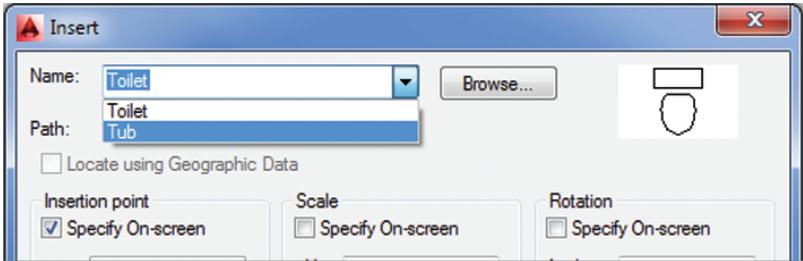 Insert
Name:
Toilet
Browse...
Toilet
Path:
Tub
Locate using Geographic Data
Insertion point
Scale
Rotation
Specify On-screen
Specify On-screen
Specify On-screen